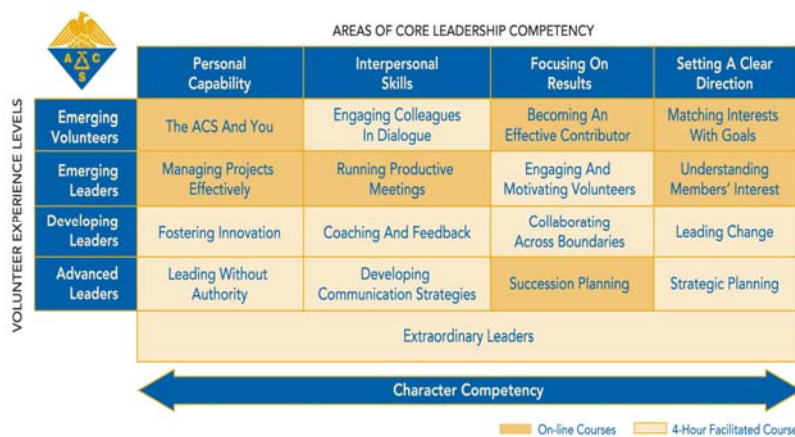 AREAS OF CORE LEADERSHIP COMPETENCY
A C
S
Personal
Capability
Interpersonal
Skills
Focusing On
Results
Setting A Clear
Direction
VOLUNTEER EXPERIENCE LEVELS
Emerging
Volunteers
The ACS And You
Engaging Colleagues
In Dialogue
Becoming An
Effective Contributor
Matching Interests
With Goals
Emerging
Leaders
Managing Projects
Effectively
Running Productive
Meetings
Engaging And
Motivating Volunteers
Understanding
Members' Interest
Developing
Leaders
Fostering Innovation
Coaching And Feedback
Collaborating
Across Boundaries
Leading Change
Advanced
Leaders
Leading Without
Authority
Developing
Communication Strategies
Succession Planning
Strategic Planning
Extraordinary Leaders
Character Competency
On-line Courses
4-Hour Facilitated Course